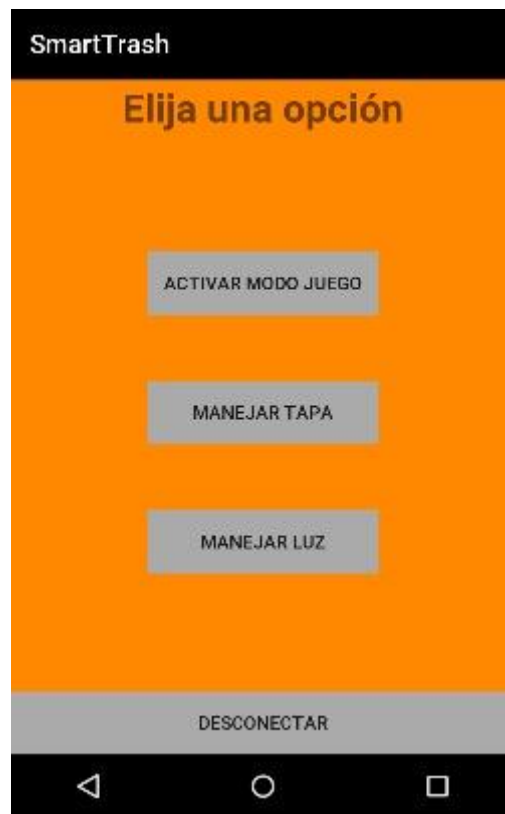 SmartTrash
Elija una opción
ACTIVAR MODO JUEGO
MANEJAR TAPA
MANEJAR LUZ
DESCONECTAR